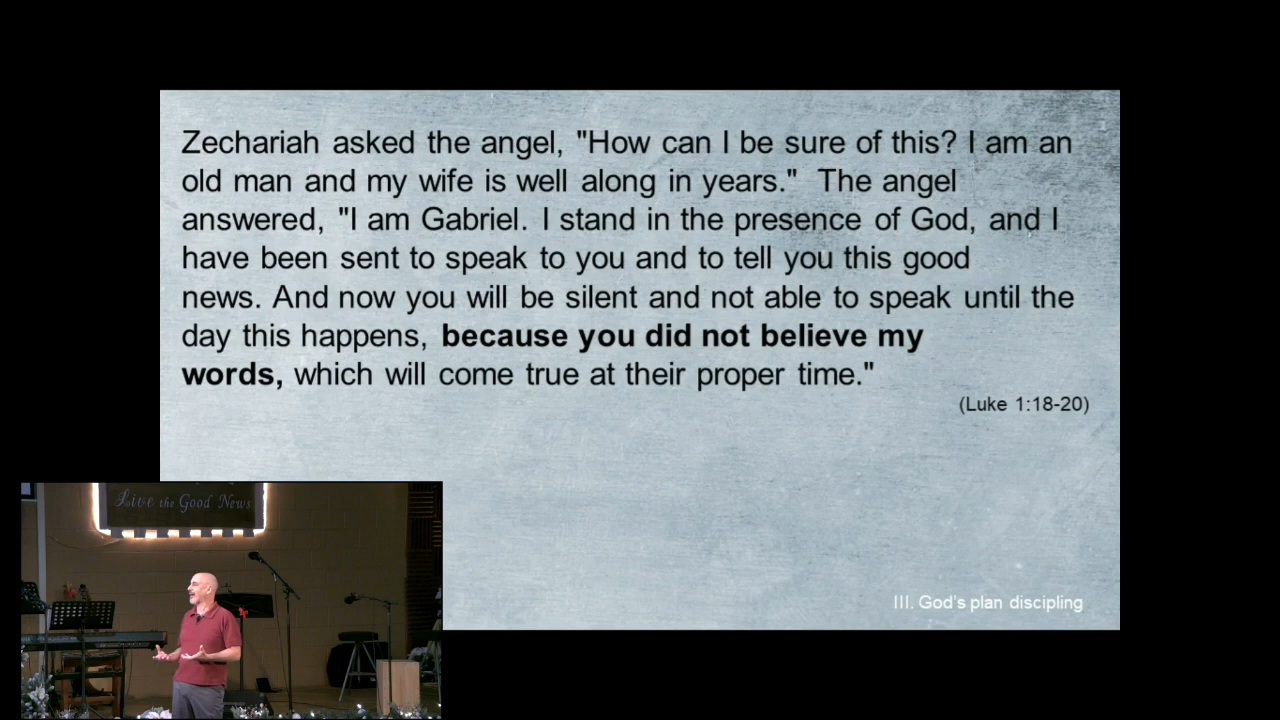 Zechariah asked the angel, "How can I be sure of this? I am an
old man and my wife is well along in years."  The angel
answered, "I am Gabriel. I stand in the presence of God, and I
have been sent to speak to you and to tell you this good
news. And now you will be silent and not able to speak until the
day this happens, because you did not believe my
words, which will come true at their proper time."
(Luke 1:18-20)
Live the Good News
III. God's plan discipling